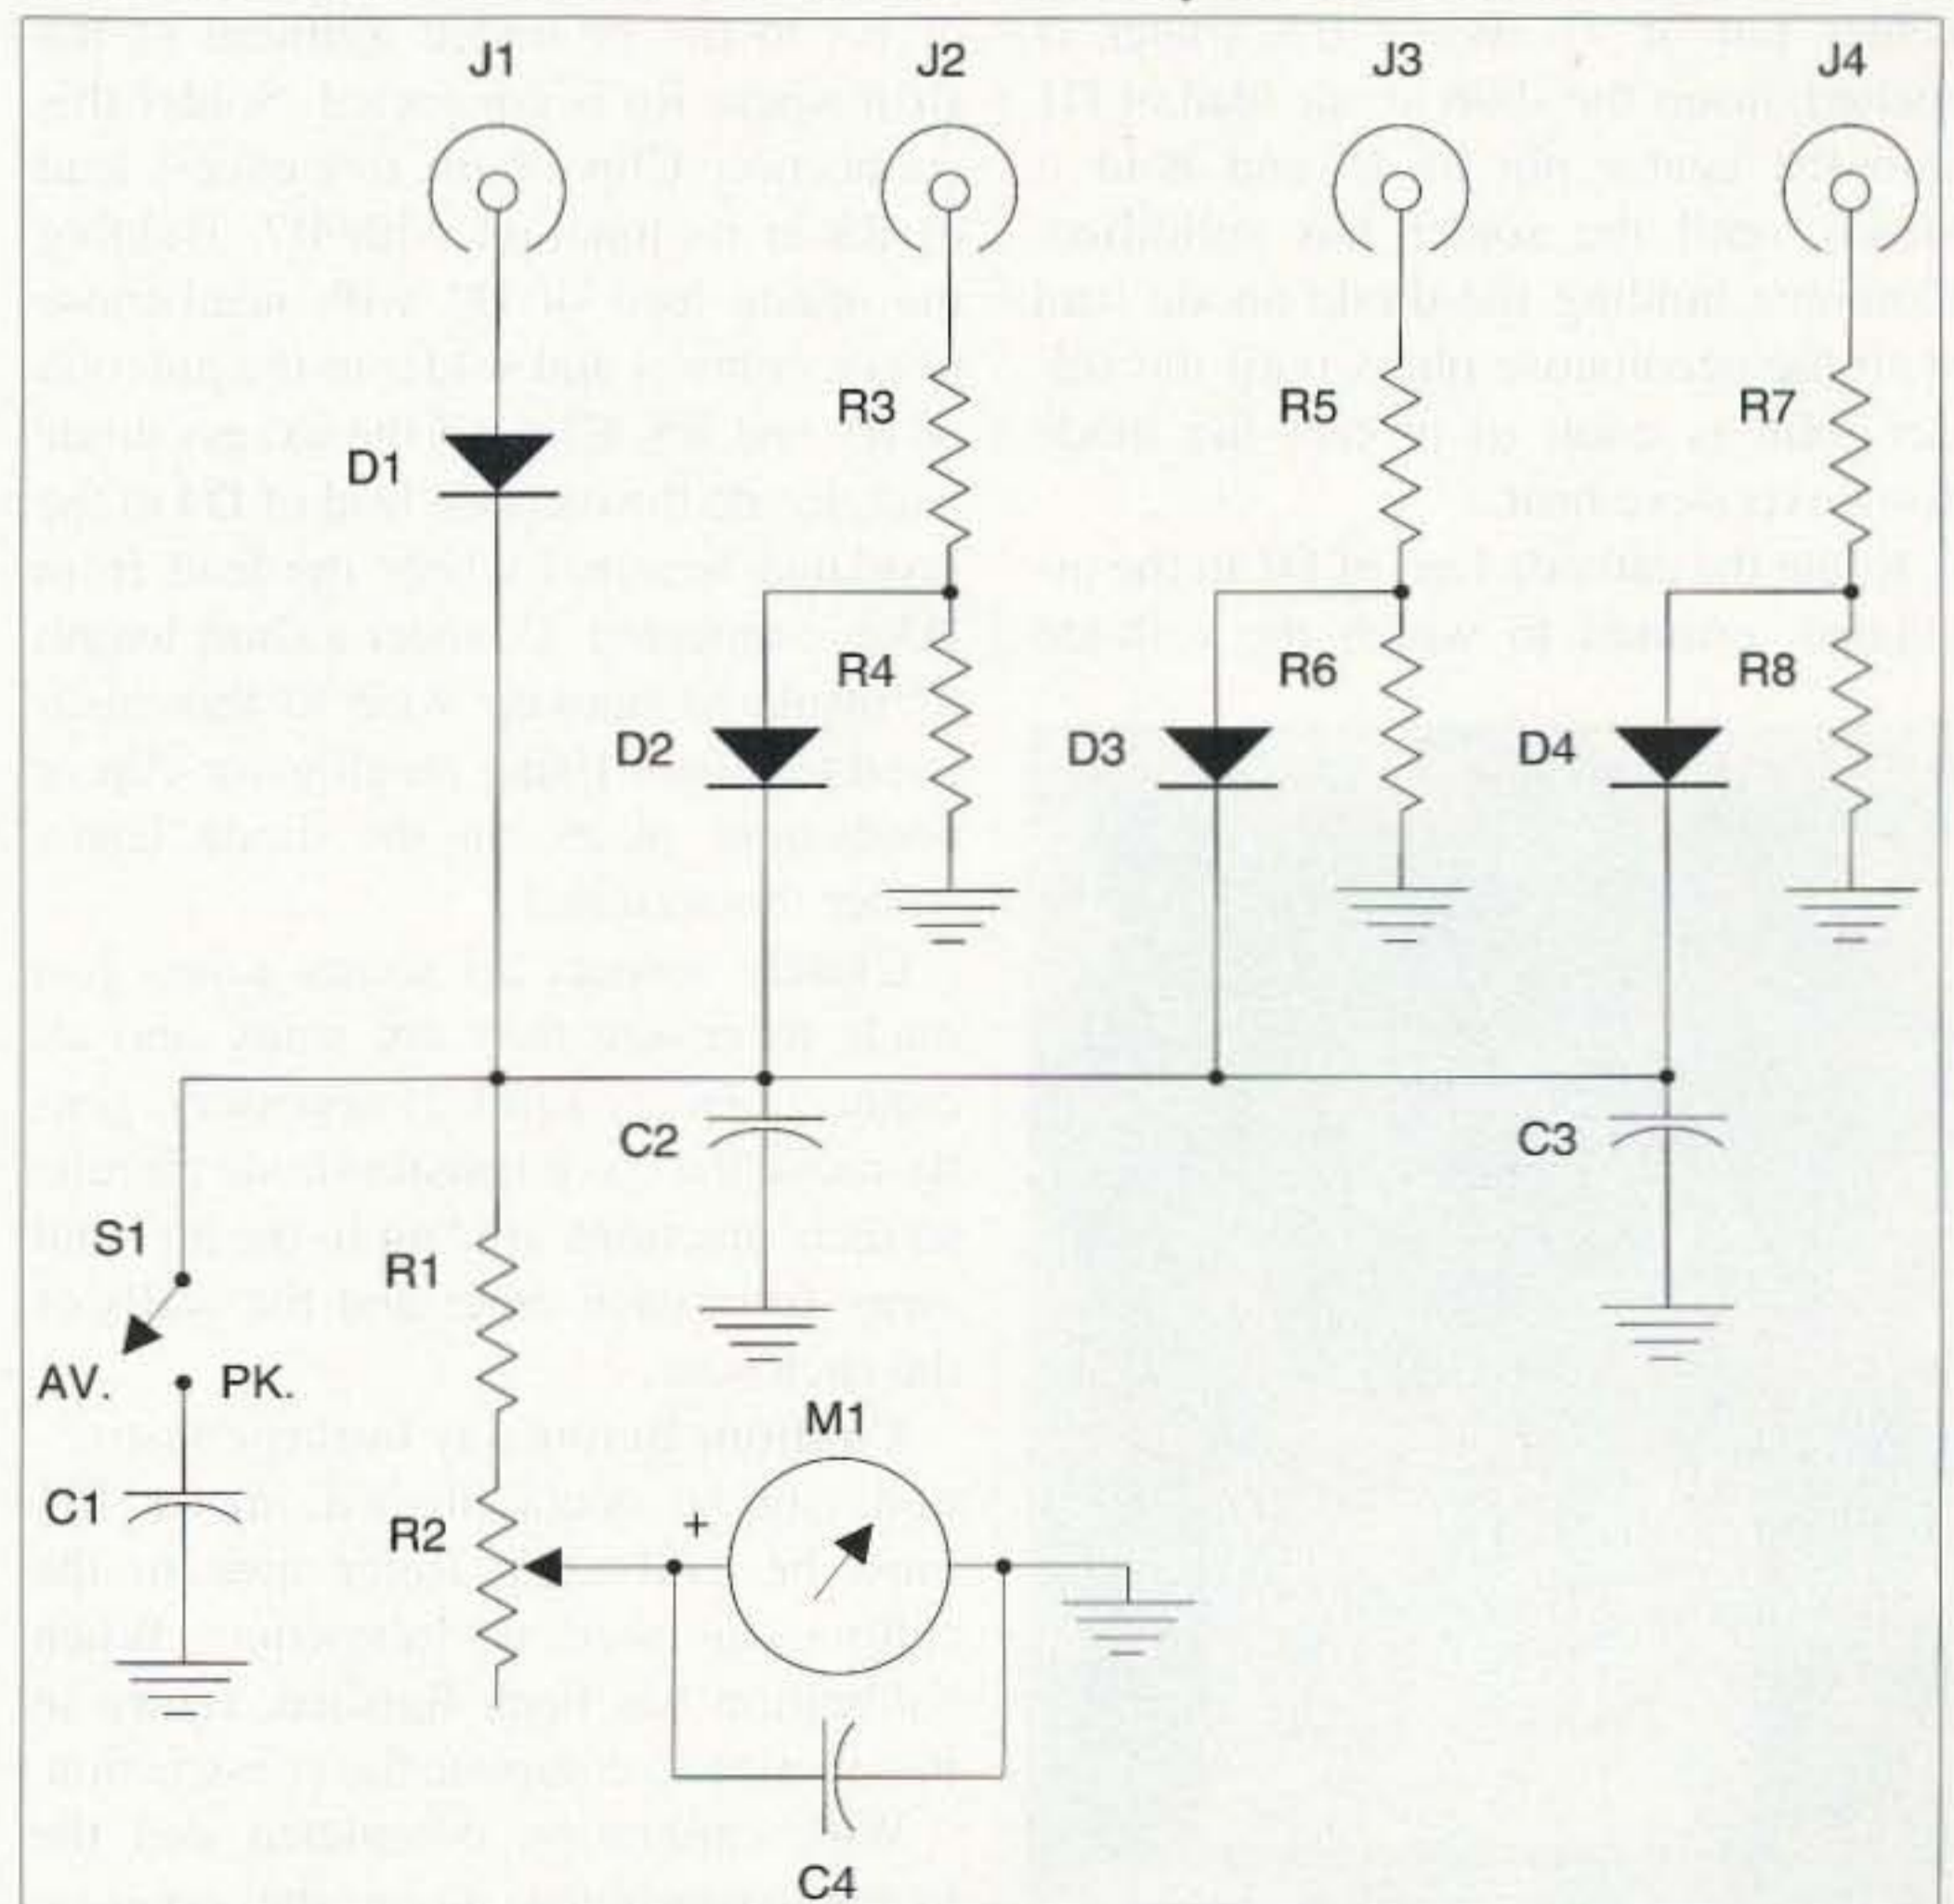 J1 J2 J3 J4
R3 R5 R7
D1
R4 R6 R8
D2 D3 D4
C2 C3
S1
R1
AV. PK.
M1
C1
+
R2
C4